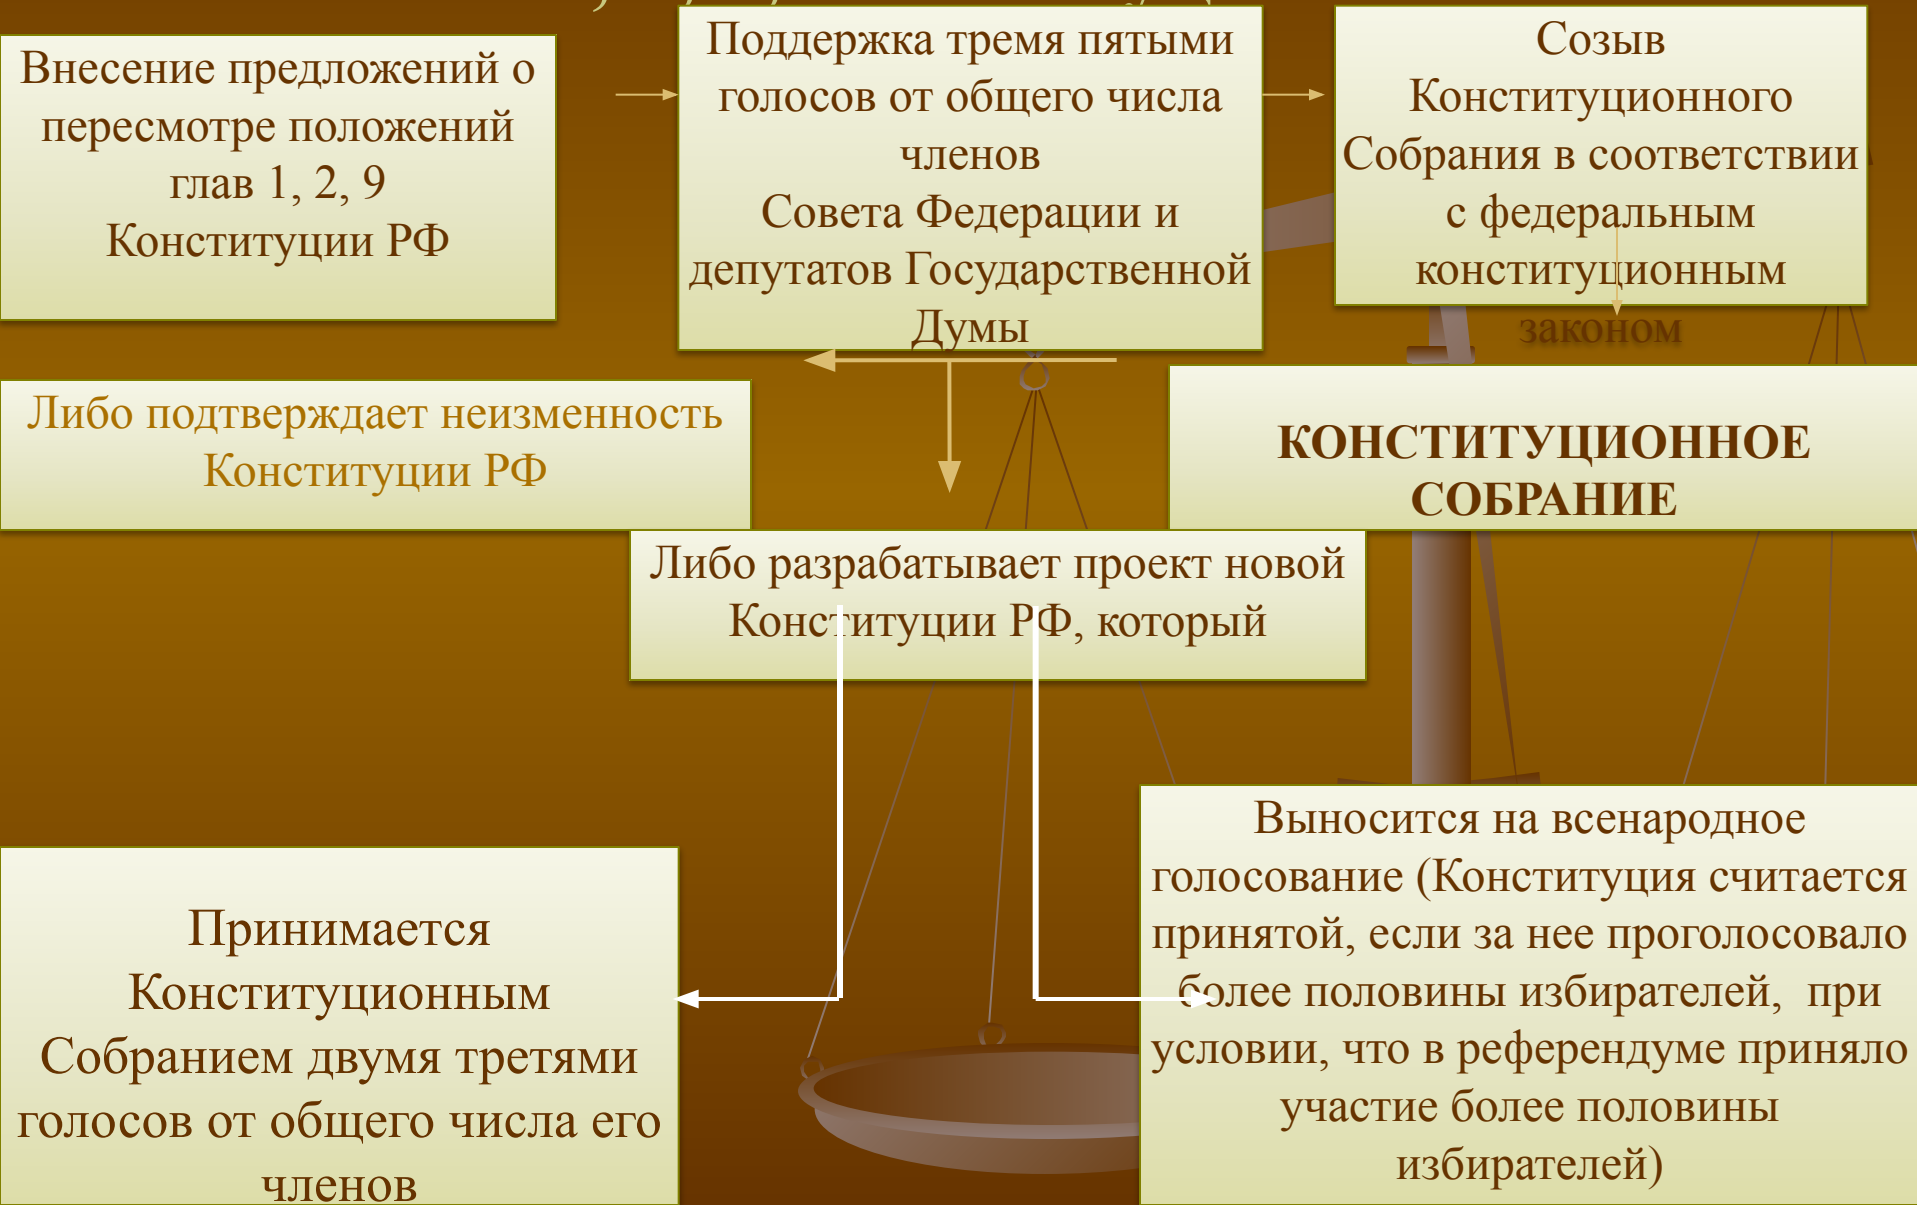 Внесение предложений о
пересмотре положений
глав 1, 2, 9
Конституции РФ
Поддержка тремя пятыми
голосов от общего числа
членов
Совета Федерации и
депутатов Государственной
Думы
Созыв
Конституционного
Собрания в соответствии
с федеральным
конституционным
законом
Либо подтверждает неизменность
Конституции РФ
КОНСТИТУЦИОННОЕ
СОБРАНИЕ
Либо разрабатывает проект новой
Конституции РФ, который
Принимается
Конституционным
Собранием двумя третями
голосов от общего числа его
членов
Выносится на всенародное
голосование (Конституция считается
принятой, если за нее проголосовало
более половины избирателей, при
условии, что в референдуме приняло
участие более половины
избирателей)